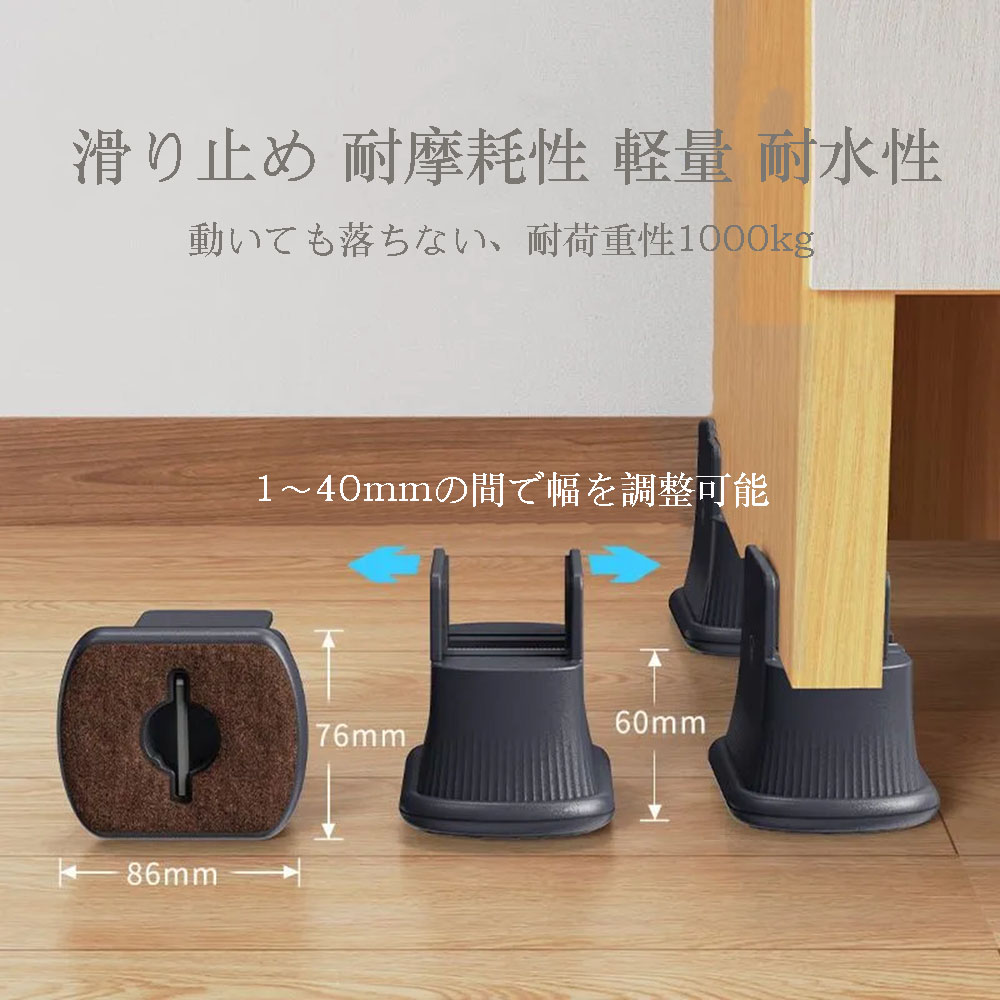 滑り止め 耐摩耗性 軽量 耐水性
動いても落ちない、耐荷重性1000kg
1～40mmの間で幅を調整可能
76mm
60mm
86mm